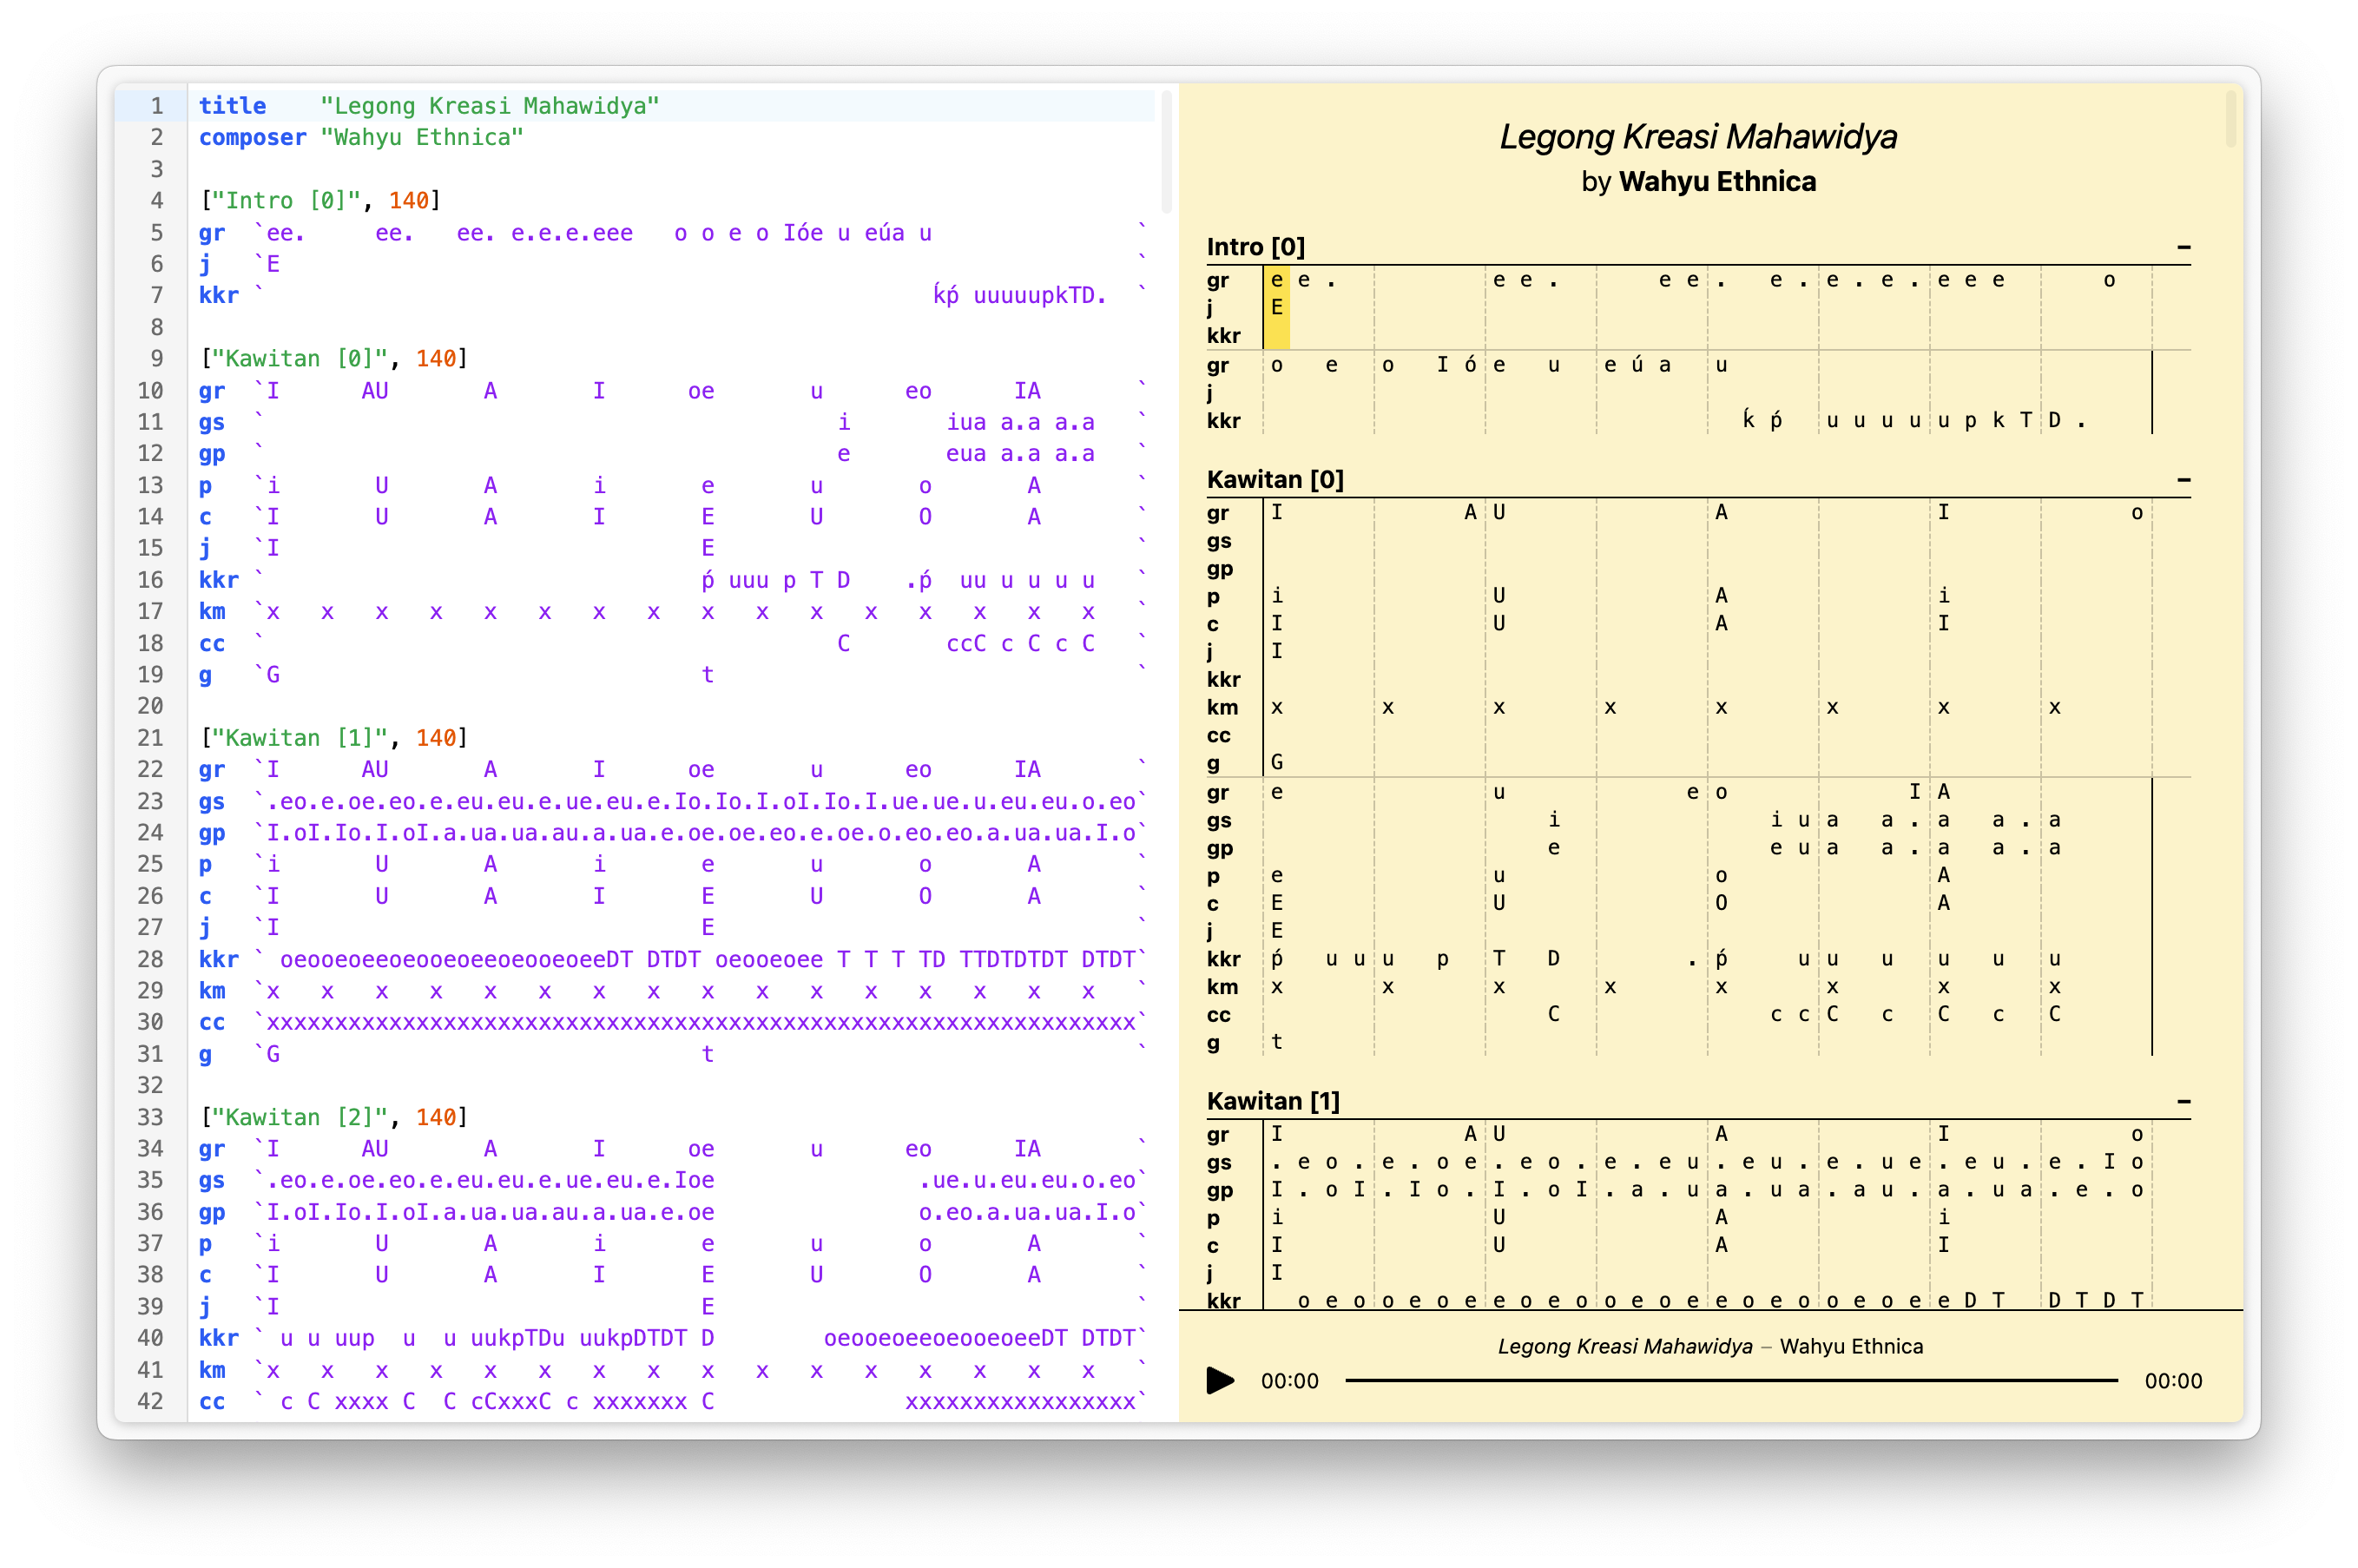 1 title    "Legong Kreasi Mahawidya"
2 composer "Wahyu Ethnica"
3
4 ["Intro [0]", 140]
5 gr  `ee.     ee.   ee. e.e.e.eee   o o e o Ióe u eúa u               `
6 j   `E                                                               `
7 kkr `                                                 ḱṕ uuuuupkTD.  `
8
9 ["Kawitan [0]", 140]
10 gr  `I      AU       A       I      oe       u      eo      IA       `
11 gs  `                                          i       iua a.a a.a   `
12 gp  `                                          e       eua a.a a.a   `
13 p   `i       U       A       i       e       u       o       A       `
14 c   `I       U       A       I       E       U       O       A       `
15 j   `I                               E                               `
16 kkr `                                ṕ uuu p T D    .ṕ  uu u u u u   `
17 km  `x   x   x   x   x   x   x   x   x   x   x   x   x   x   x   x   `
18 cc  `                                          C       ccC c C c C   `
19 g   `G                               t                               `
20
21 ["Kawitan [1]", 140]
22 gr  `I      AU       A       I      oe       u      eo      IA       `
23 gs  `.eo.e.oe.eo.e.eu.eu.e.ue.eu.e.Io.Io.I.oI.Io.I.ue.ue.u.eu.eu.o.eo`
24 gp  `I.oI.Io.I.oI.a.ua.ua.au.a.ua.e.oe.oe.eo.e.oe.o.eo.eo.a.ua.ua.I.o`
25 p   `i       U       A       i       e       u       o       A       `
26 c   `I       U       A       I       E       U       O       A       `
27 j   `I                               E                               `
28 kkr ` oeooeoeeoeooeoeeoeooeoeeDT DTDT oeooeoee T T T TD TTDTDTDT DTDT`
29 km  `x   x   x   x   x   x   x   x   x   x   x   x   x   x   x   x   `
30 cc  `xxxxxxxxxxxxxxxxxxxxxxxxxxxxxxxxxxxxxxxxxxxxxxxxxxxxxxxxxxxxxxxx`
31 g   `G                               t                               `
32
33 ["Kawitan [2]", 140]
34 gr  `I      AU       A       I      oe       u      eo      IA       `
35 gs  `.eo.e.oe.eo.e.eu.eu.e.ue.eu.e.Ioe               .ue.u.eu.eu.o.eo`
36 gp  `I.oI.Io.I.oI.a.ua.ua.au.a.ua.e.oe               o.eo.a.ua.ua.I.o`
37 p   `i       U       A       i       e       u       o       A       `
38 c   `I       U       A       I       E       U       O       A       `
39 j   `I                               E                               `
40 kkr ` u u uup  u  u uukpTDu uukpDTDT D        oeooeoeeoeooeoeeDT DTDT`
41 km  `x   x   x   x   x   x   x   x   x   x   x   x   x   x   x   x   `
42 cc  ` c C xxxx C  C cCxxxC c xxxxxxx C              xxxxxxxxxxxxxxxxx`
Legong Kreasi Mahawidya
by Wahyu Ethnica
Intro [0] –
gr e e . e e . e e . e . e . e . e e e o
j E
kkr
gr o e o I ó e u e ú a u
j
kkr ḱ ṕ u u u u u p k T D .
Kawitan [0] –
gr I A U A I o
gs
gp
p i U A i
c I U A I
j I
kkr
km x x x x x x x x
cc
g G
gr e u e o I A
gs i i u a a . a a . a
gp e e u a a . a a . a
p e u o A
c E U O A
j E
kkr ṕ u u u p T D . ṕ u u u u u u
km x x x x x x x x
cc C c c C c C c C
g t
Kawitan [1] –
gr I A U A I o
gs . e o . e . o e . e o . e . e u . e u . e . u e . e u . e . I o
gp I . o I . I o . I . o I . a . u a . u a . a u . a . u a . e . o
p i U A i
c I U A I
j I
kkr o e o o e o e e o e o o e o e e o e o o e o e e D T D T D T
Legong Kreasi Mahawidya – Wahyu Ethnica
00:00 00:00